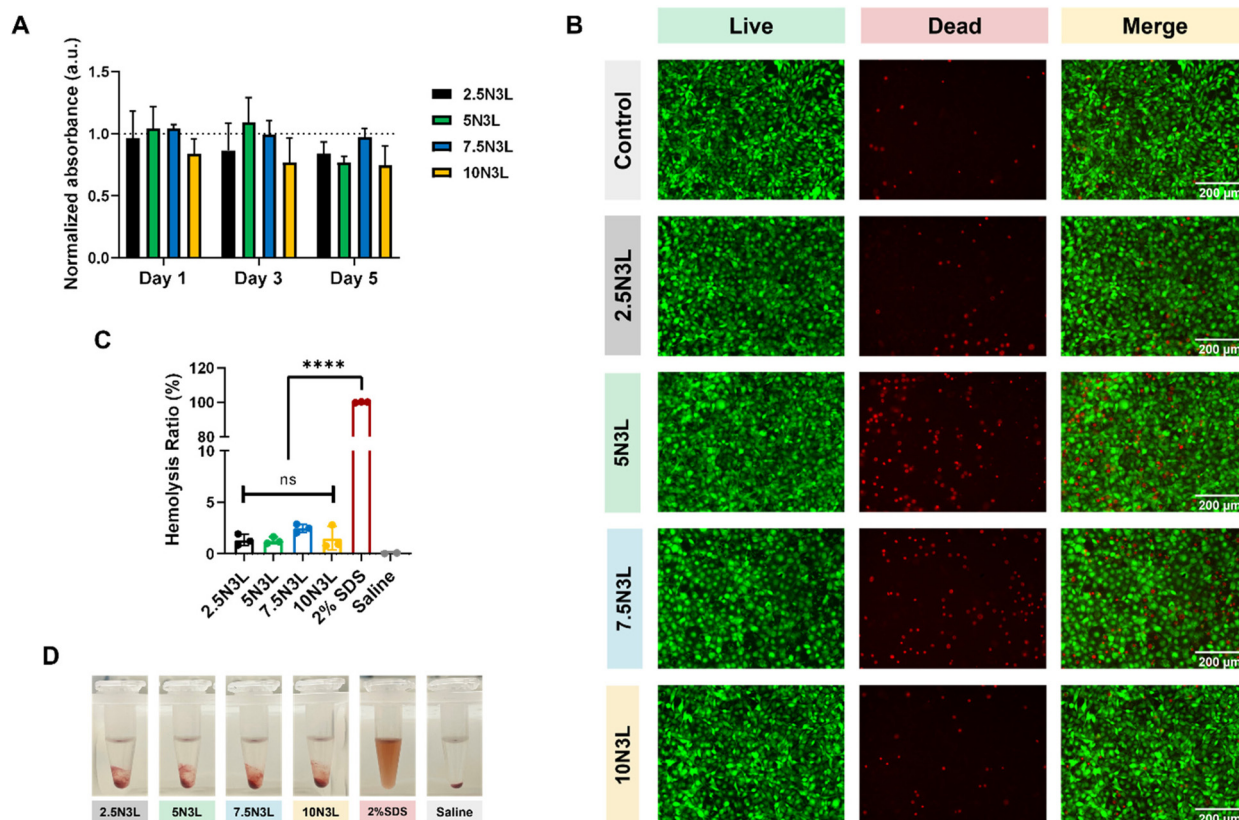 A
Normalized absorbance (a.u.)
1.5
1.0
0.5
0.0
Day 1 Day 3 Day 5
2.5N3L
5N3L
7.5N3L
10N3L
B
Live Dead Merge
Control
200 µm
2.5N3L
200 µm
5N3L
200 µm
7.5N3L
200 µm
10N3L
200 µm
C
Hemolysis Ratio (%)
120
100
80
10
5
0
****
ns
2.5N3L 5N3L 7.5N3L 10N3L 2% SDS Saline
D
2.5N3L 5N3L 7.5N3L 10N3L 2%SDS Saline